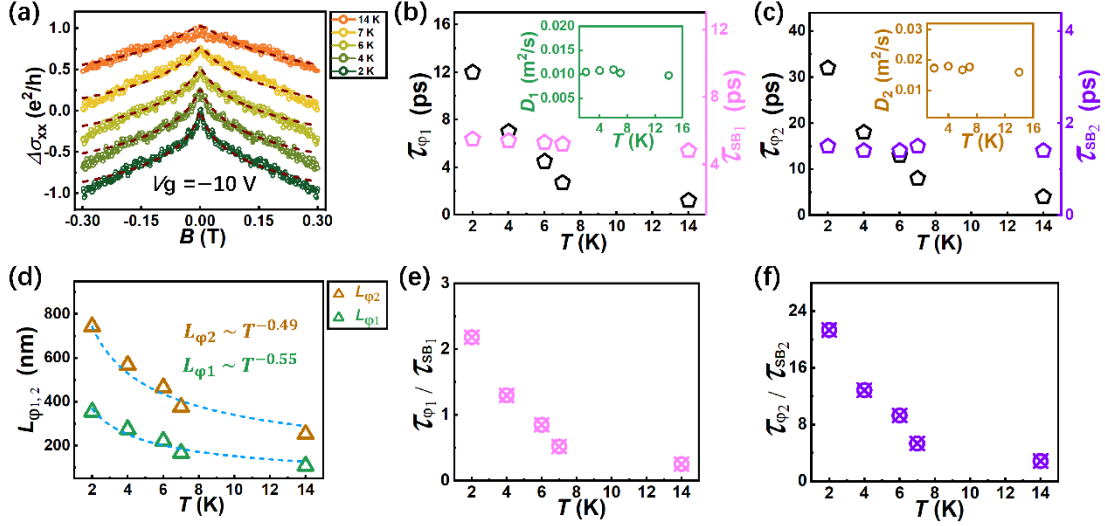 (a)
Δσxx (e²/h)
1.0
0.5
0.0
-0.5
-1.0
14 K
7 K
6 K
4 K
2 K
Vg =−10 V
-0.30 -0.15 0.00 0.15 0.30
B (T)
(b)
τφ1 (ps)
16
12
8
4
0
D1 (m²/s)
0.020
0.015
0.010
0.005
4 8 12 16
T (K)
12
8
4
τSB1 (ps)
2 4 6 8 10 12 14
T (K)
(c)
τφ2 (ps)
40
30
20
10
0
D2 (m²/s)
0.03
0.02
0.01
4 8 12 16
T (K)
4
3
2
1
0
τSB2 (ps)
2 4 6 8 10 12 14
T (K)
(d)
Lφ1, 2 (nm)
800
600
400
200
Lφ2
Lφ1
Lφ2 ~ T−0.49
Lφ1 ~ T−0.55
2 4 6 8 10 12 14
T (K)
(e)
τφ1 / τSB1
3
2
1
0
2 4 6 8 10 12 14
T (K)
(f)
τφ2 / τSB2
24
16
8
0
2 4 6 8 10 12 14
T (K)